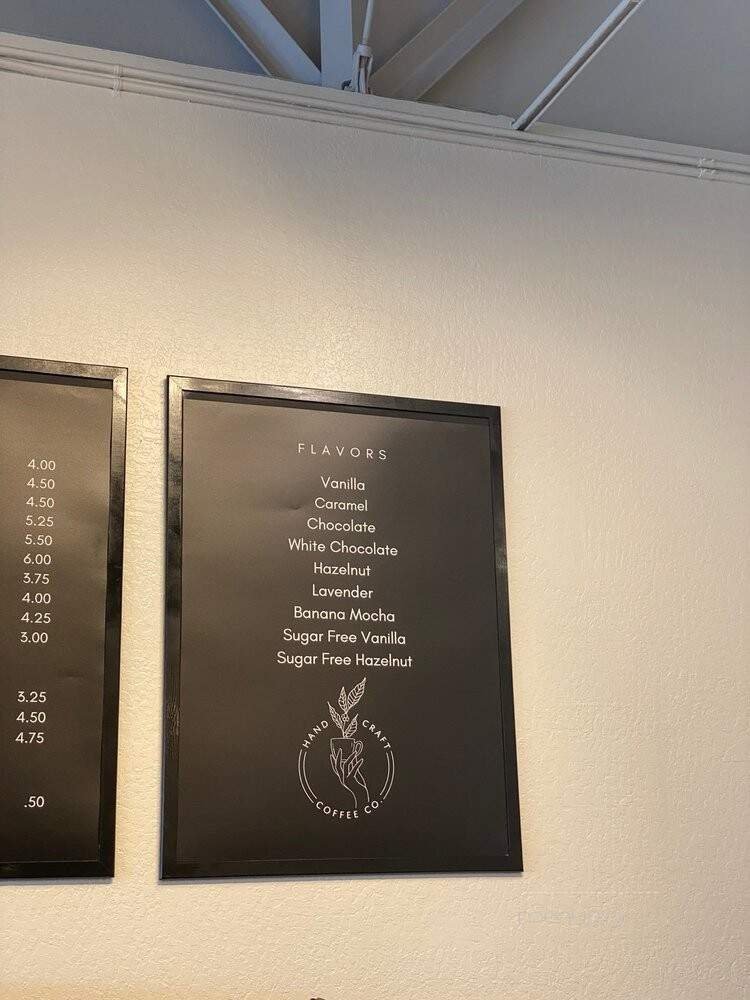 4.00
4.50
4.50
5.25
5.50
6.00
3.75
4.00
4.25
3.00
3.25
4.50
4.75
.50
FLAVORS
Vanilla
Caramel
Chocolate
White Chocolate
Hazelnut
Lavender
Banana Mocha
Sugar Free Vanilla
Sugar Free Hazelnut
HAND CRAFT
COFFEE CO.